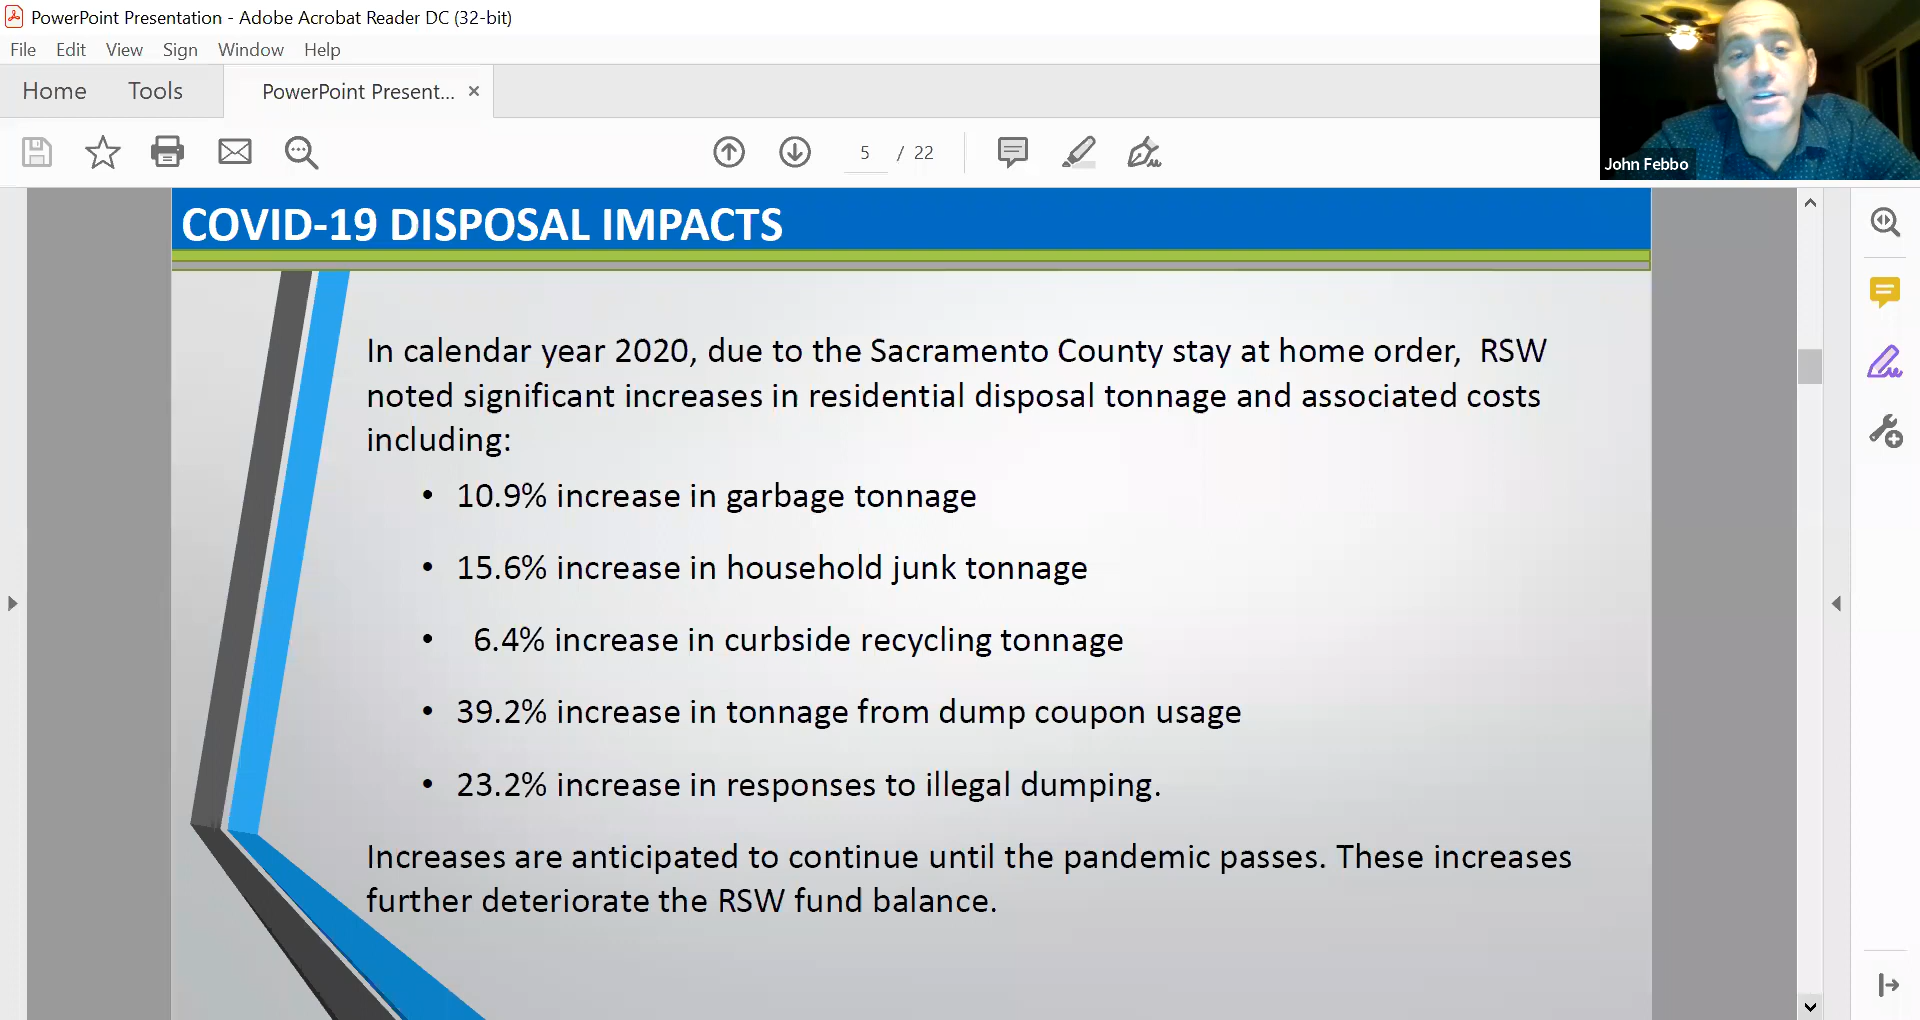 PowerPoint Presentation - Adobe Acrobat Reader DC (32-bit)
File Edit View Sign Window Help
Home Tools PowerPoint Present... ×
5 / 22
John Febbo
COVID-19 DISPOSAL IMPACTS
In calendar year 2020, due to the Sacramento County stay at home order,  RSW
noted significant increases in residential disposal tonnage and associated costs
including:
• 10.9% increase in garbage tonnage
• 15.6% increase in household junk tonnage
• 6.4% increase in curbside recycling tonnage
• 39.2% increase in tonnage from dump coupon usage
• 23.2% increase in responses to illegal dumping.
Increases are anticipated to continue until the pandemic passes. These increases
further deteriorate the RSW fund balance.